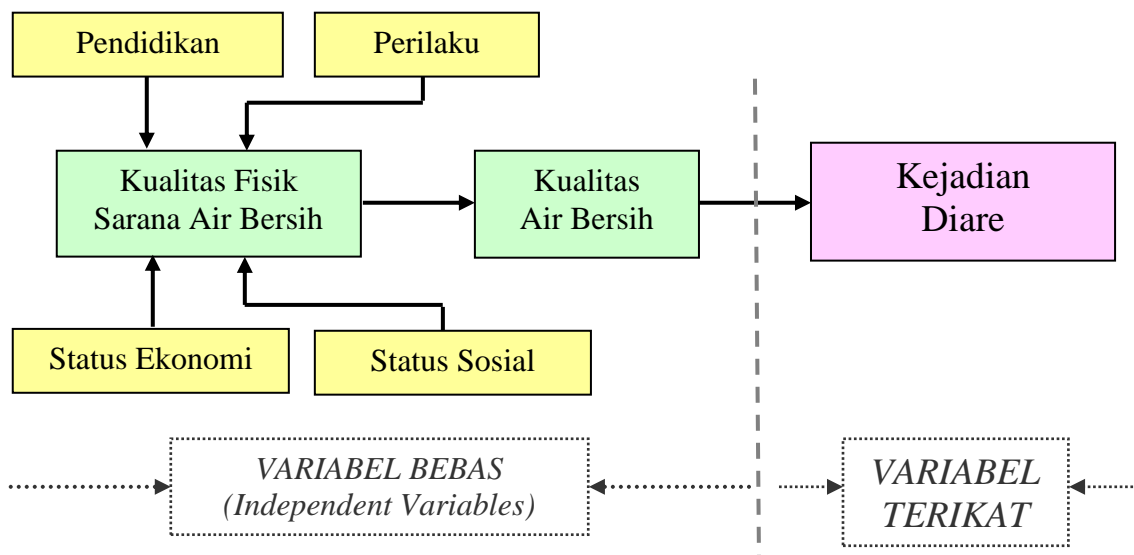 Pendidikan
Perilaku
Kualitas Fisik
Sarana Air Bersih
Kualitas
Air Bersih
Kejadian
Diare
Status Ekonomi
Status Sosial
VARIABEL BEBAS
(Independent Variables)
VARIABEL
TERIKAT